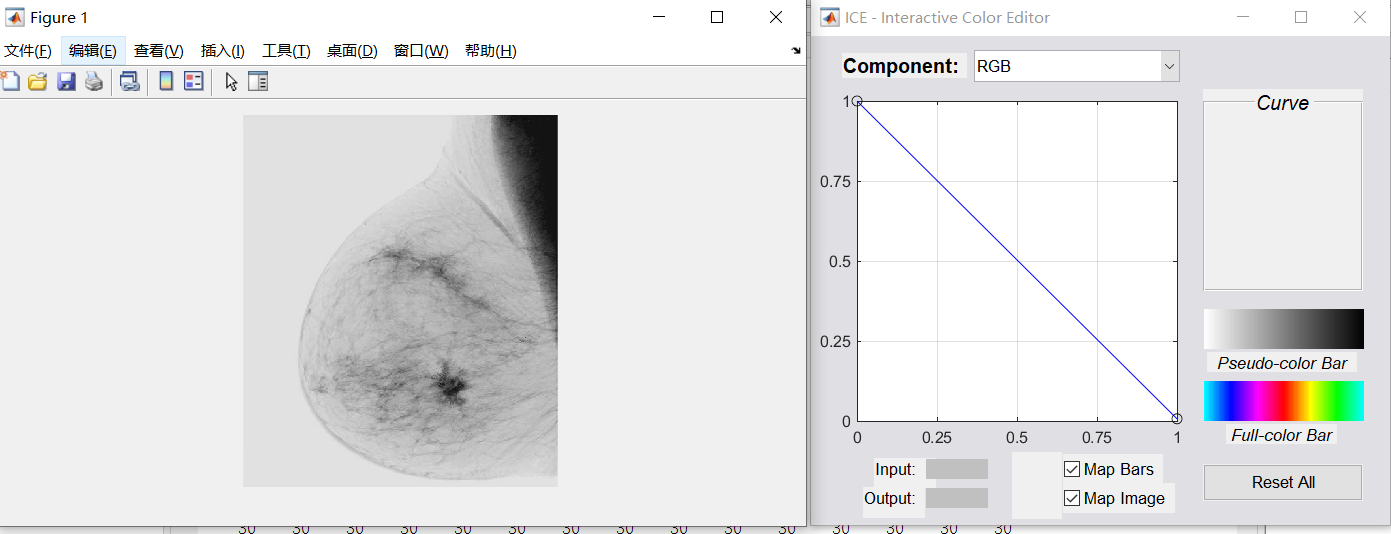 Figure 1
文件(F) 编辑(E) 查看(V) 插入(I) 工具(T) 桌面(D) 窗口(W) 帮助(H)
ICE - Interactive Color Editor
Component: RGB
Curve
1
0.75
0.5
0.25
0
0 0.25 0.5 0.75 1
Pseudo-color Bar
Full-color Bar
Input: Map Bars
Output: Map Image
Reset All
30 30 30 30 30 30 30 30 30 30 30 30 30 30 30